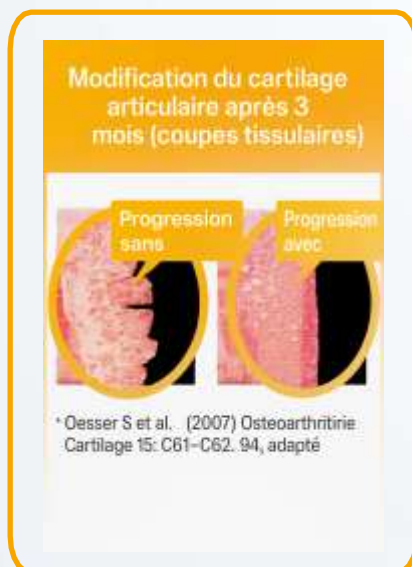 Modification du cartilage
articulaire après 3
mois (coupes tissulaires)
Progression
sans
Progression
avec
* Oesser S et al. (2007) Osteoarthritirie
Cartilage 15: C61–C62. 94, adapté